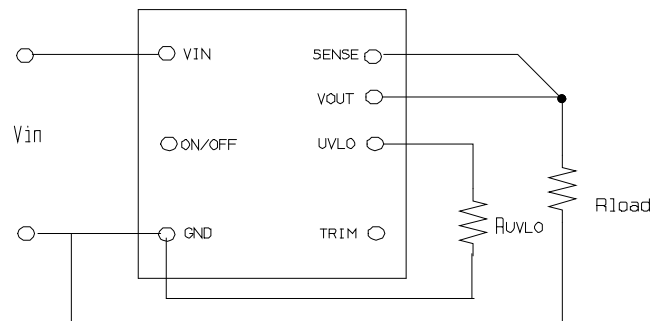 VIN SENSE
VOUT
Vin ON/OFF UVLO
Rload
GND TRIM RUVLO